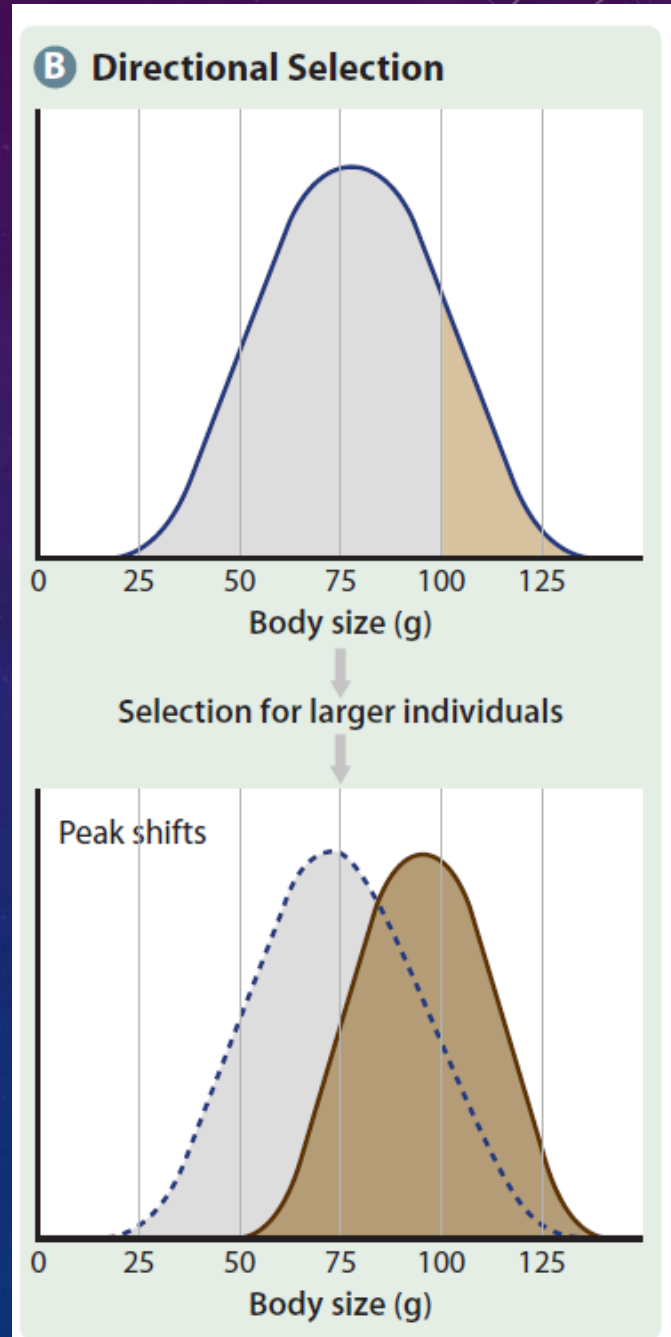 B Directional Selection
0 25 50 75 100 125
Body size (g)
Selection for larger individuals
Peak shifts
0 25 50 75 100 125
Body size (g)